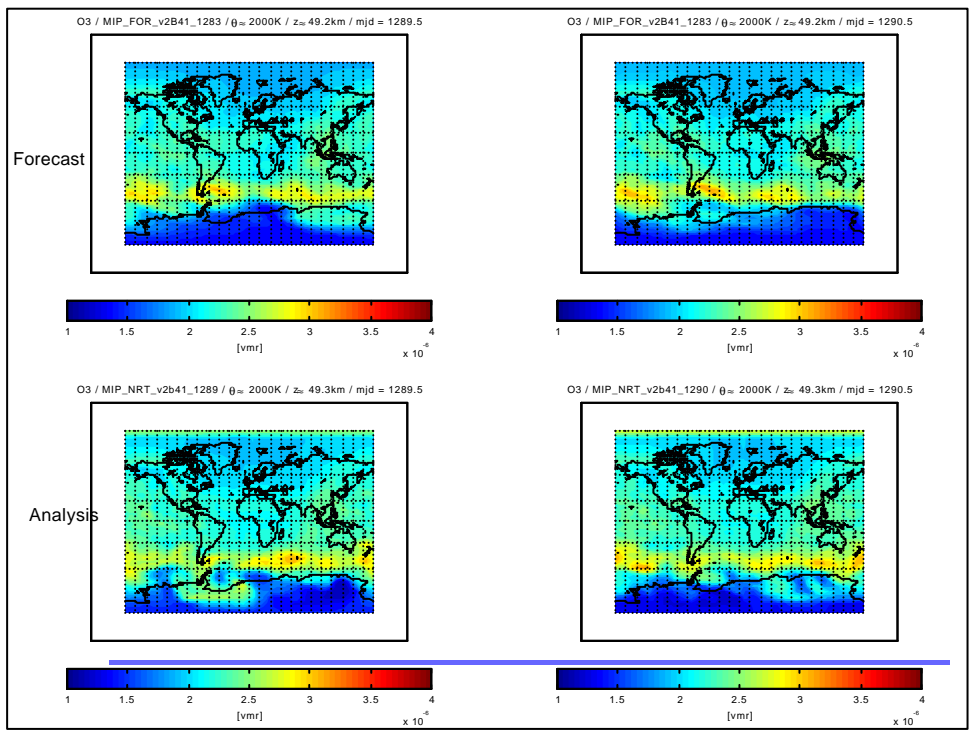 O3 / MIP_FOR_v2B41_1283 / θ≈ 2000K / z≈ 49.2km / mjd = 1289.5
O3 / MIP_FOR_v2B41_1283 / θ≈ 2000K / z≈ 49.2km / mjd = 1290.5
Forecast
1 1.5 2 2.5 3 3.5 4
[vmr]
x 10⁻⁶
1 1.5 2 2.5 3 3.5 4
[vmr]
x 10⁻⁶
O3 / MIP_NRT_v2b41_1289 / θ≈ 2000K / z≈ 49.3km / mjd = 1289.5
O3 / MIP_NRT_v2b41_1290 / θ≈ 2000K / z≈ 49.3km / mjd = 1290.5
Analysis
1 1.5 2 2.5 3 3.5 4
[vmr]
x 10⁻⁶
1 1.5 2 2.5 3 3.5 4
[vmr]
x 10⁻⁶